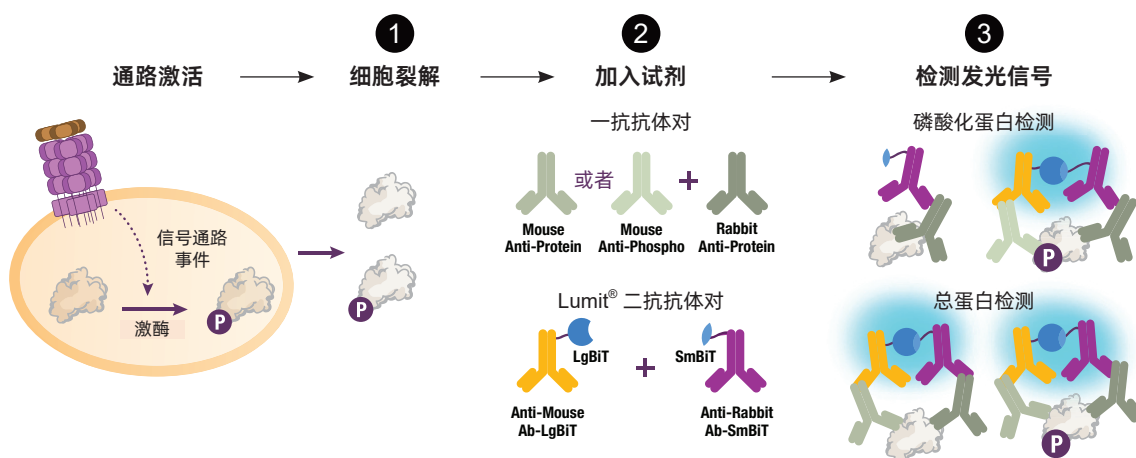 1
2
3
通路激活
细胞裂解
加入试剂
检测发光信号
一抗抗体对
磷酸化蛋白检测
或者
+
Mouse
Anti-Protein
Mouse
Anti-Phospho
Rabbit
Anti-Protein
信号通路
事件
激酶
P
P
P
Lumit® 二抗抗体对
总蛋白检测
LgBiT
+
SmBiT
Anti-Mouse
Ab-LgBiT
Anti-Rabbit
Ab-SmBiT
P